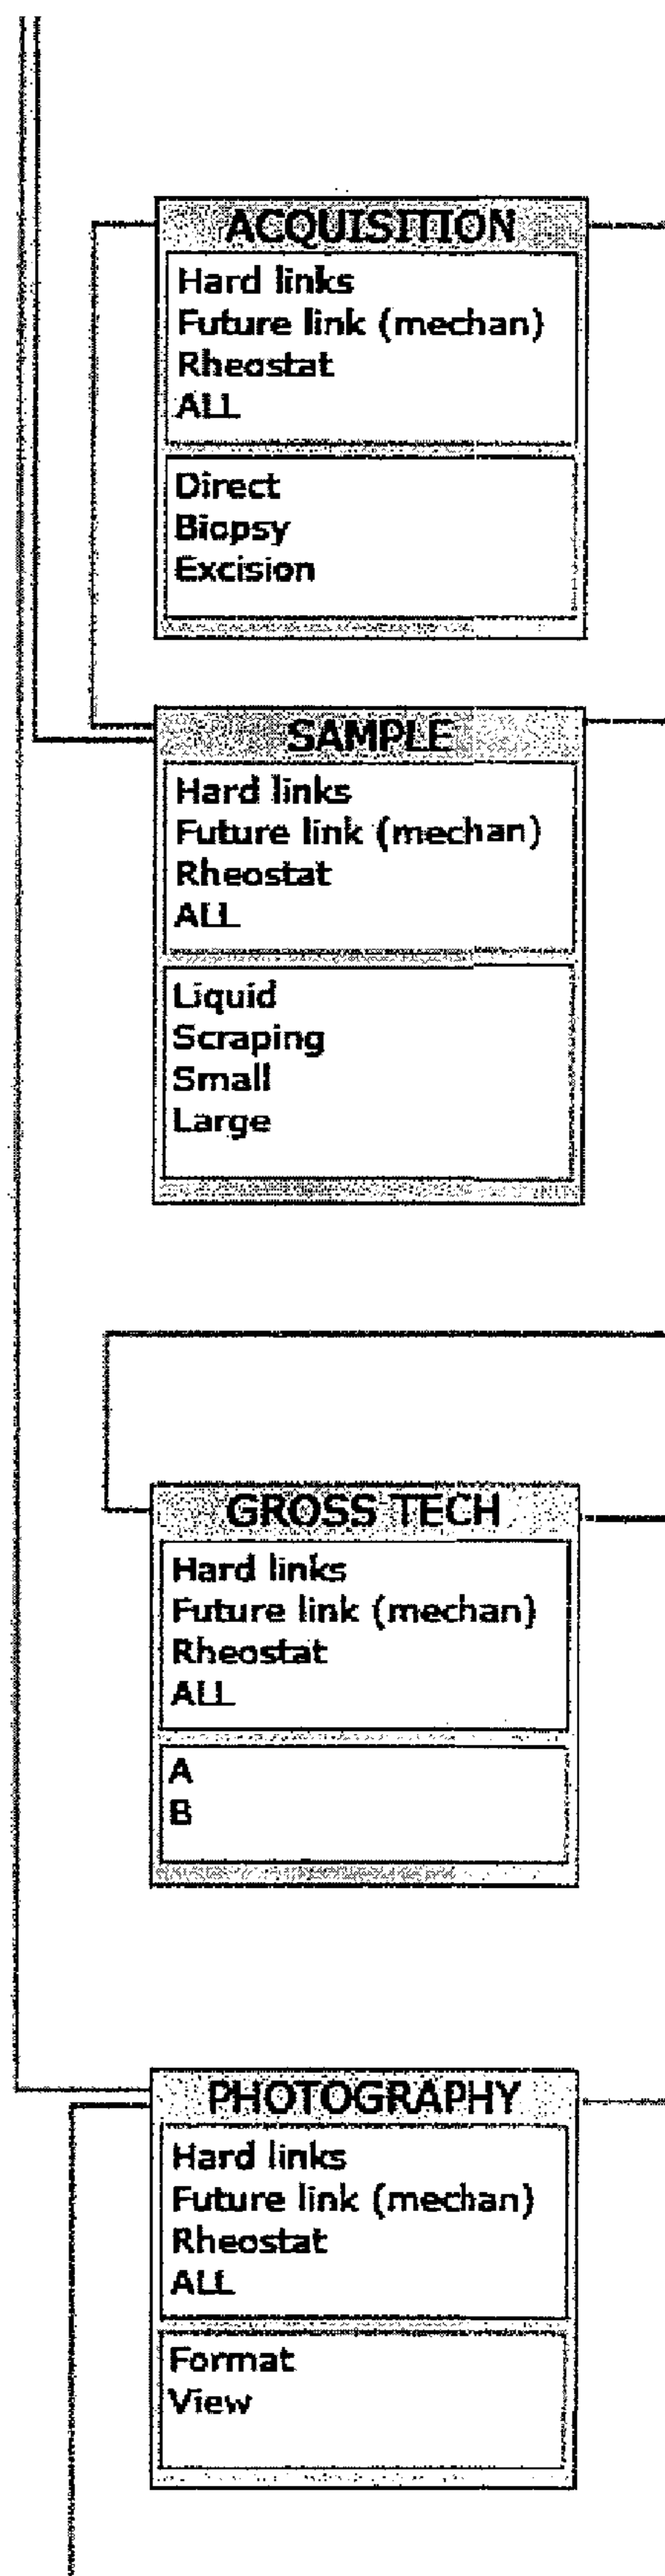 ACQUISITION
Hard links
Future link (mechan)
Rheostat
ALL
Direct
Biopsy
Excision
SAMPLE
Hard links
Future link (mechan)
Rheostat
ALL
Liquid
Scraping
Small
Large
GROSS TECH
Hard links
Future link (mechan)
Rheostat
ALL
A
B
PHOTOGRAPHY
Hard links
Future link (mechan)
Rheostat
ALL
Format
View